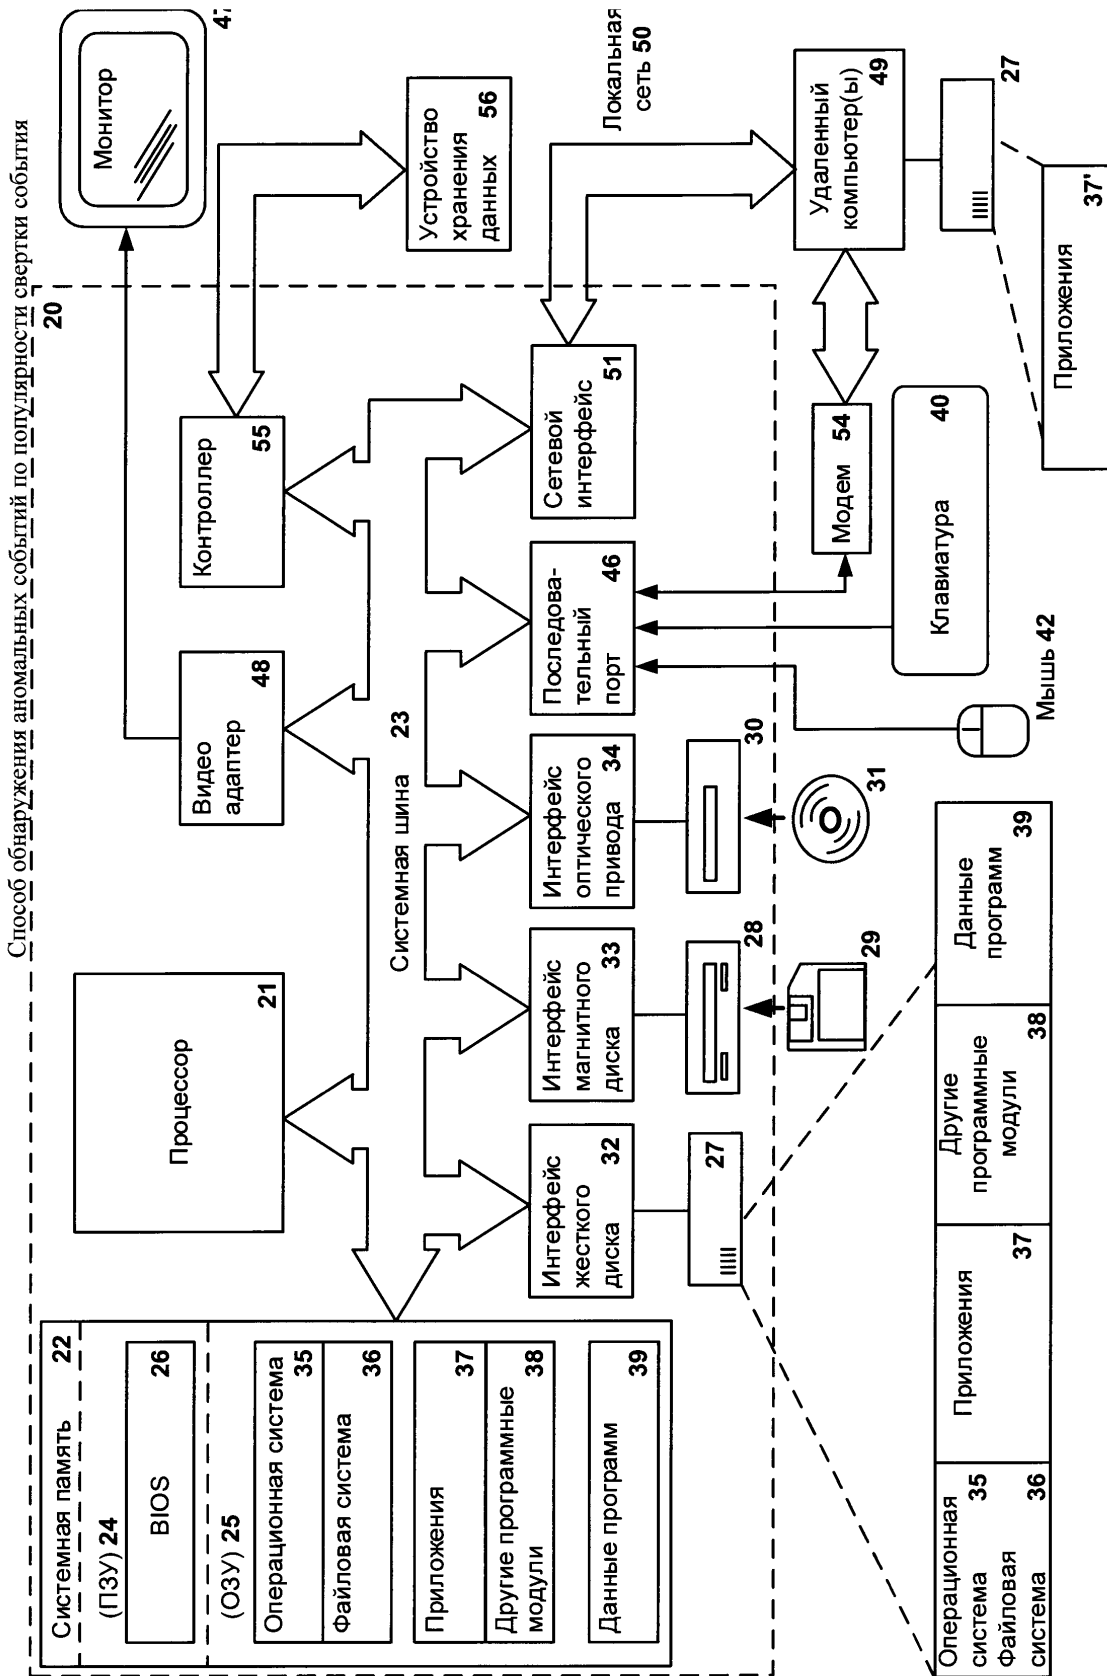 Способ обнаружения аномальных событий по популярности свертки события
20
Системная память 22
(ПЗУ) 24
BIOS
26
(ОЗУ) 25
Операционная система
35
Файловая система
36
Приложения
37
Другие программные
модули
38
Данные программ
39
Процессор
21
Видео
адаптер
48
Контроллер
55
Монитор
47
Устройство
хранения
данных
56
Системная шина
23
Интерфейс
жесткого
диска
32
Интерфейс
магнитного
диска
33
Интерфейс
оптического
привода
34
Последова-
тельный
порт
46
Сетевой
интерфейс
51
Локальная
сеть 50
27
28
29
30
31
Мышь 42
Клавиатура
40
Модем
54
Удаленный
компьютер(ы)
49
27
Приложения
37'
Операционная
система
35
Файловая
система
36
Приложения
37
Другие
программные
модули
38
Данные
программ
39